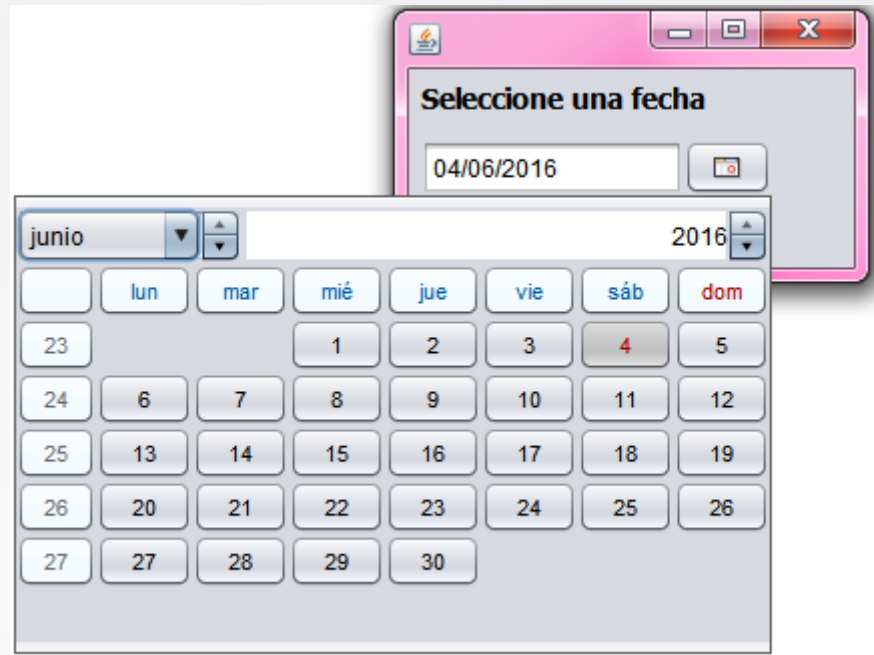 Seleccione una fecha
04/06/2016
junio 2016
lun mar mié jue vie sáb dom
23 1 2 3 4 5
24 6 7 8 9 10 11 12
25 13 14 15 16 17 18 19
26 20 21 22 23 24 25 26
27 27 28 29 30